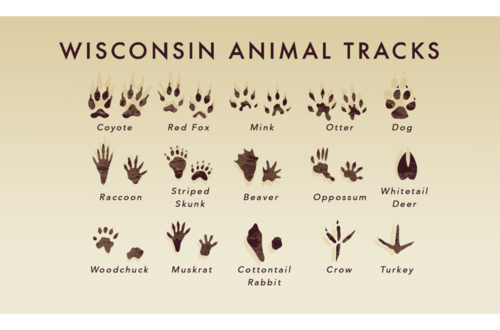 WISCONSIN ANIMAL TRACKS
Coyote
Red Fox
Mink
Otter
Dog
Raccoon
Striped
Skunk
Beaver
Oppossum
Whitetail
Deer
Woodchuck
Muskrat
Cottontail
Rabbit
Crow
Turkey